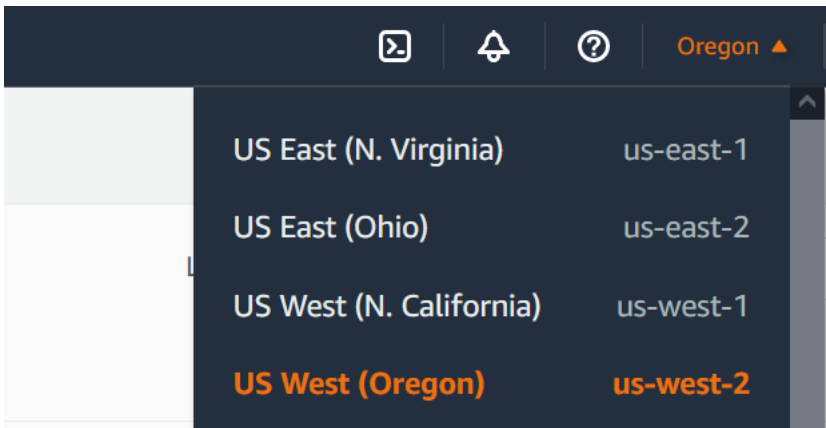 Oregon ▲
US East (N. Virginia) us-east-1
US East (Ohio) us-east-2
L
US West (N. California) us-west-1
US West (Oregon) us-west-2